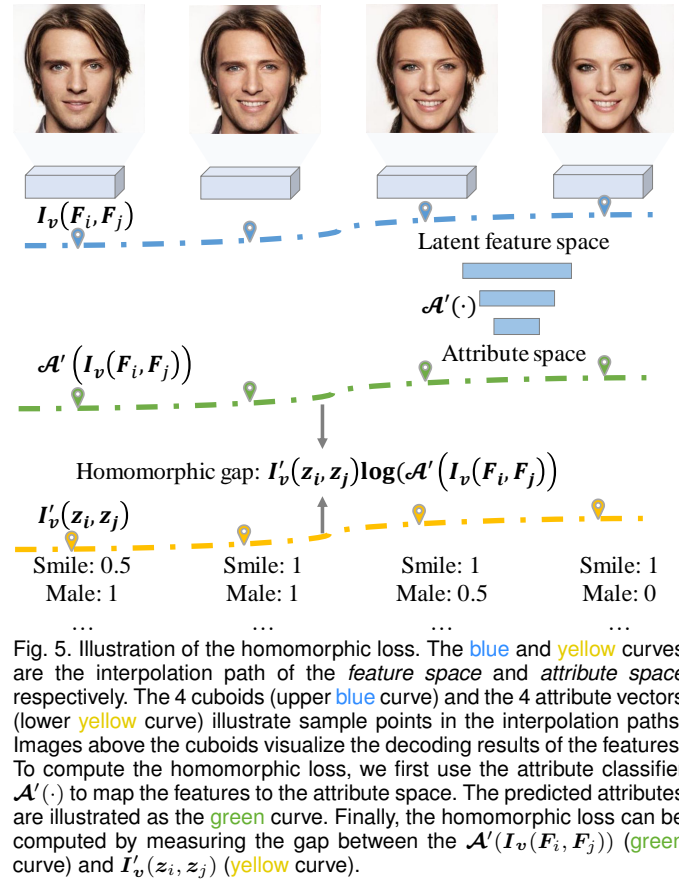 I_v(F_i, F_j)
Latent feature space
𝒜′(·)
Attribute space
𝒜′(I_v(F_i, F_j))
Homomorphic gap: I′_v(z_i, z_j)log(𝒜′(I_v(F_i, F_j))
I′_v(z_i, z_j)
Smile: 0.5 Smile: 1 Smile: 1 Smile: 1
Male: 1 Male: 1 Male: 0.5 Male: 0
… … … …
Fig. 5. Illustration of the homomorphic loss. The blue and yellow curves
are the interpolation path of the feature space and attribute space
respectively. The 4 cuboids (upper blue curve) and the 4 attribute vectors
(lower yellow curve) illustrate sample points in the interpolation paths
Images above the cuboids visualize the decoding results of the features
To compute the homomorphic loss, we first use the attribute classifier
𝒜′(·) to map the features to the attribute space. The predicted attributes
are illustrated as the green curve. Finally, the homomorphic loss can be
computed by measuring the gap between the 𝒜′(I_v(F_i, F_j)) (green
curve) and I′_v(z_i, z_j) (yellow curve).